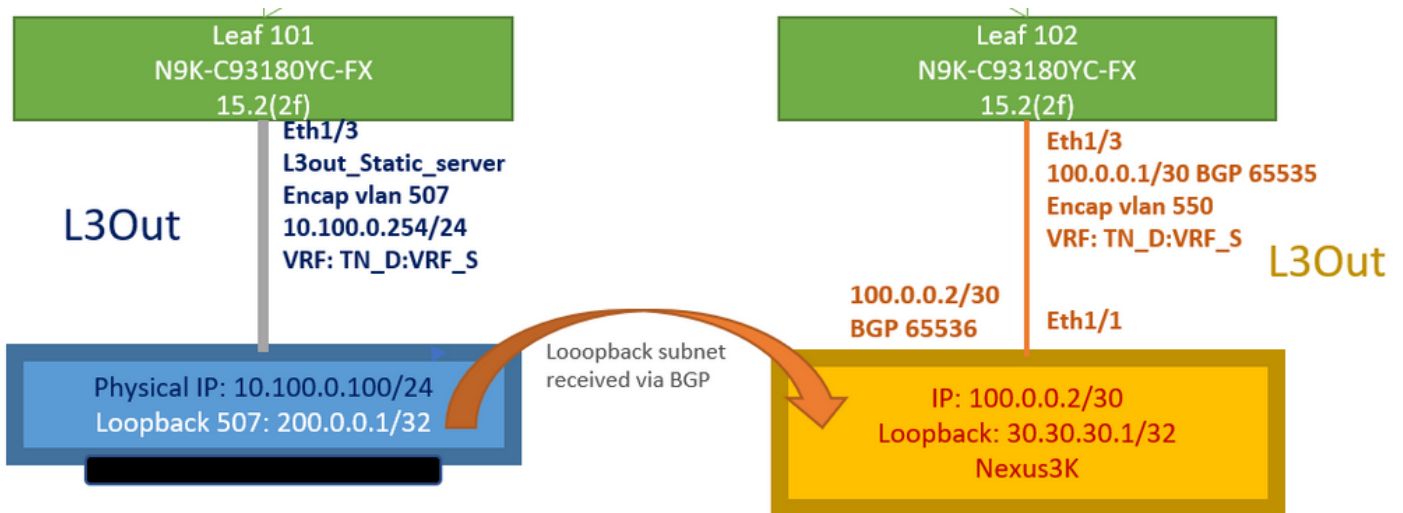 Leaf 101
N9K-C93180YC-FX
15.2(2f)
Eth1/3
L3out_Static_server
Encap vlan 507
10.100.0.254/24
VRF: TN_D:VRF_S
L3Out
Physical IP: 10.100.0.100/24
Loopback 507: 200.0.0.1/32
Looopback subnet
received via BGP
Leaf 102
N9K-C93180YC-FX
15.2(2f)
Eth1/3
100.0.0.1/30 BGP 65535
Encap vlan 550
VRF: TN_D:VRF_S
L3Out
100.0.0.2/30
BGP 65536
Eth1/1
IP: 100.0.0.2/30
Loopback: 30.30.30.1/32
Nexus3K